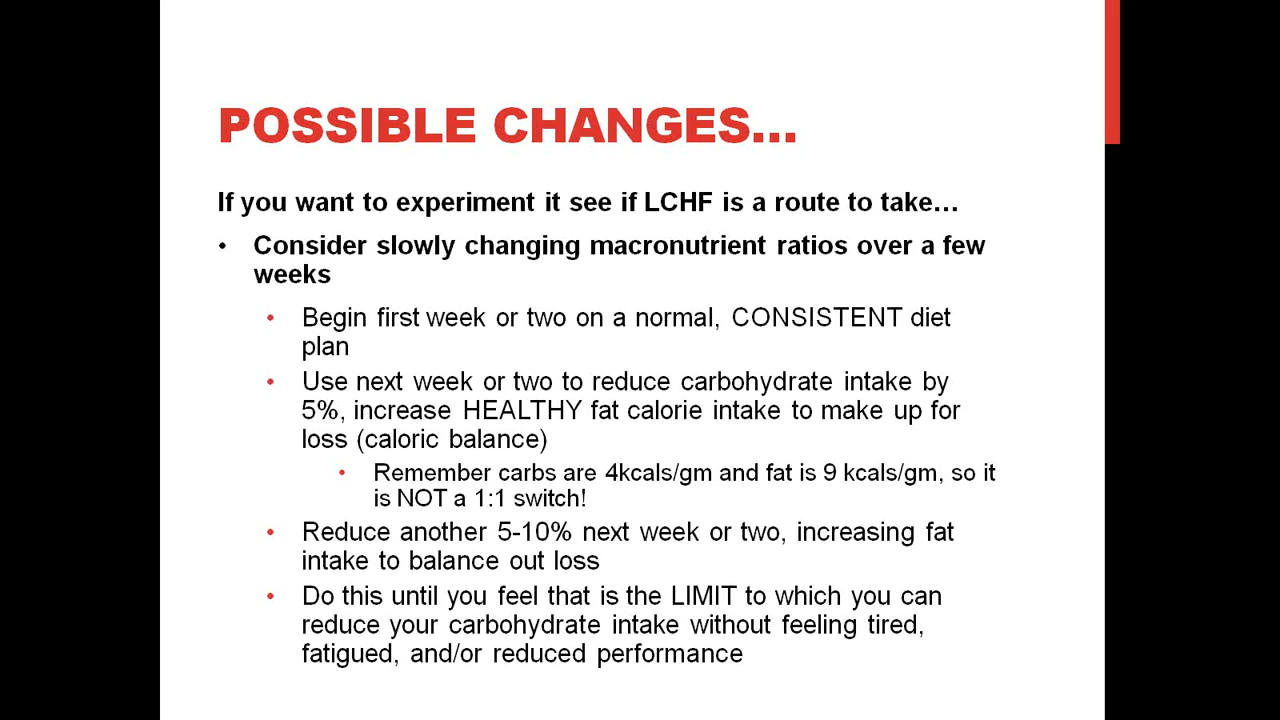 POSSIBLE CHANGES...
If you want to experiment it see if LCHF is a route to take...
• Consider slowly changing macronutrient ratios over a few
weeks
• Begin first week or two on a normal, CONSISTENT diet
plan
• Use next week or two to reduce carbohydrate intake by
5%, increase HEALTHY fat calorie intake to make up for
loss (caloric balance)
• Remember carbs are 4kcals/gm and fat is 9 kcals/gm, so it
is NOT a 1:1 switch!
• Reduce another 5-10% next week or two, increasing fat
intake to balance out loss
• Do this until you feel that is the LIMIT to which you can
reduce your carbohydrate intake without feeling tired,
fatigued, and/or reduced performance